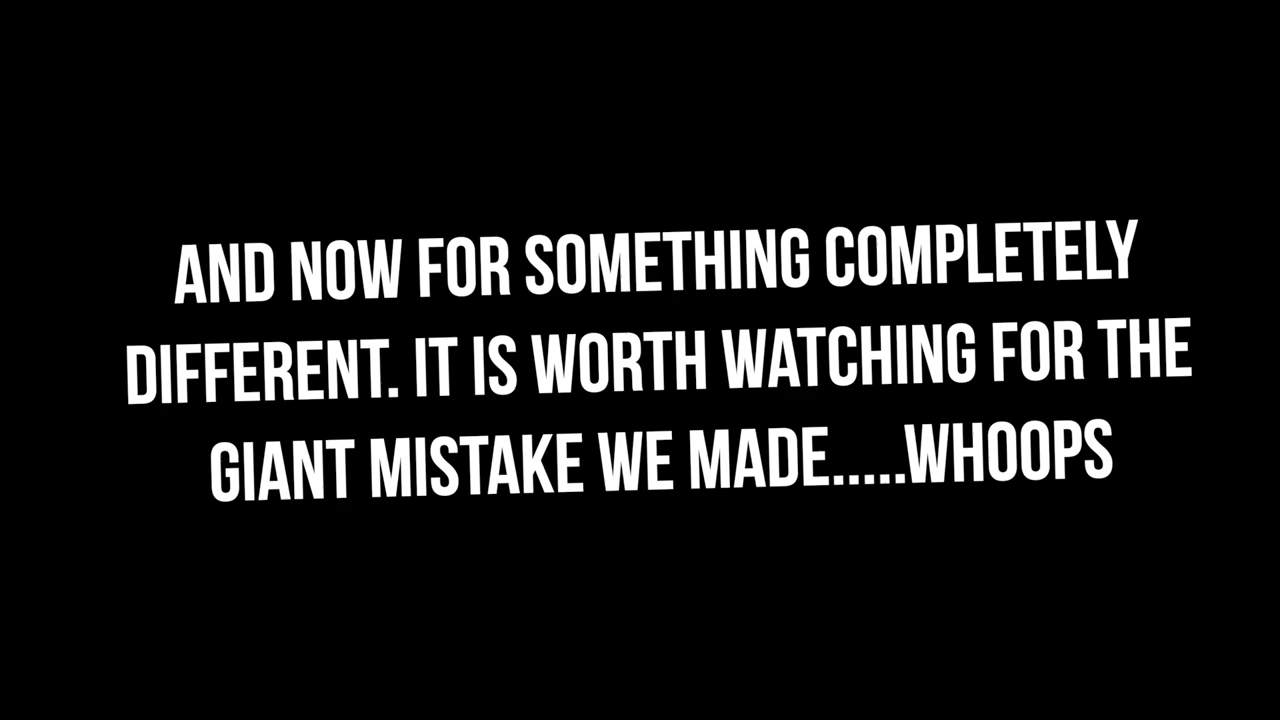 AND NOW FOR SOMETHING COMPLETELY
DIFFERENT. IT IS WORTH WATCHING FOR THE
GIANT MISTAKE WE MADE.....WHOOPS